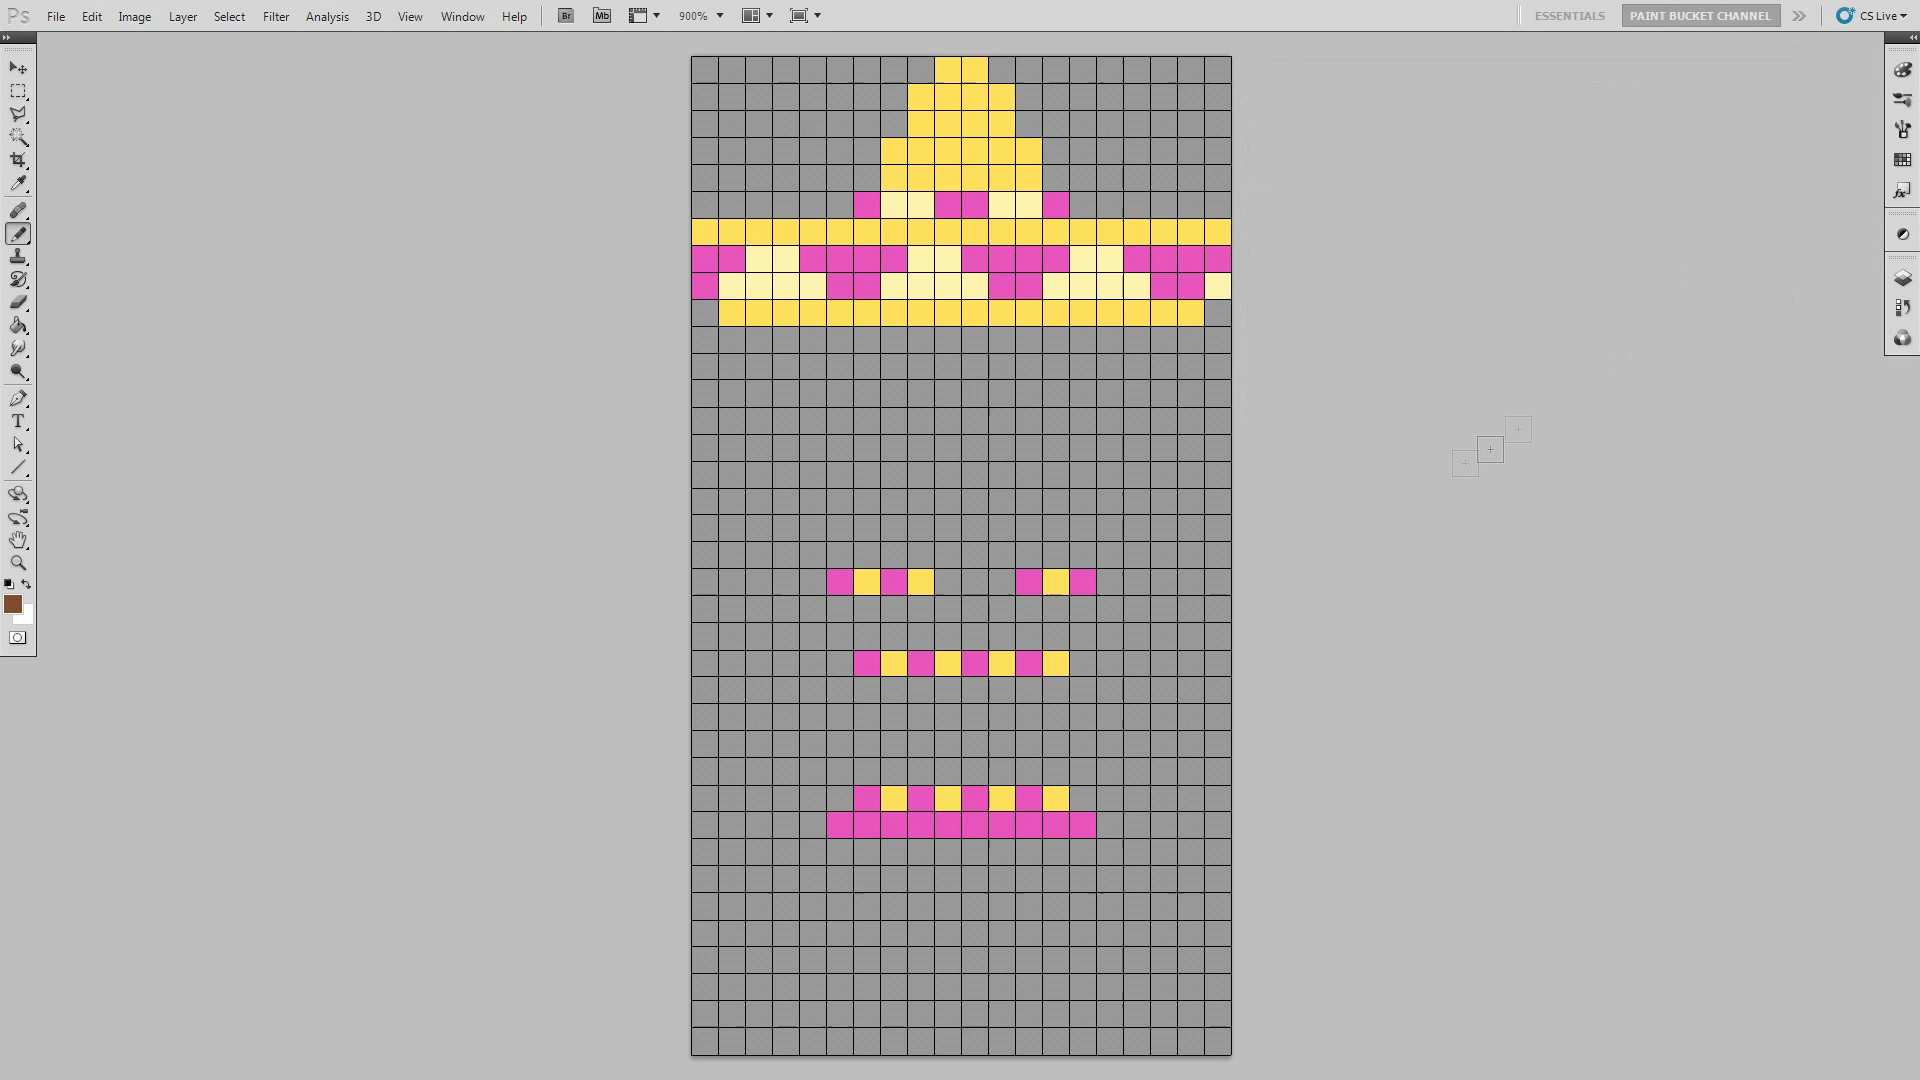 Ps File Edit Image Layer Select Filter Analysis 3D View Window Help Br Mb 900% ESSENTIALS PAINT BUCKET CHANNEL CS Live
T
fx